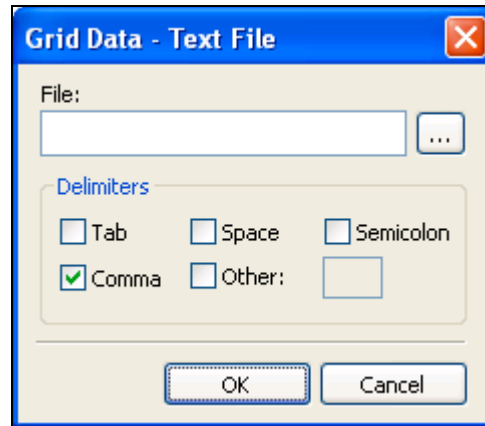 Grid Data - Text File
File:
...
Delimiters
Tab Space Semicolon
Comma Other:
OK Cancel